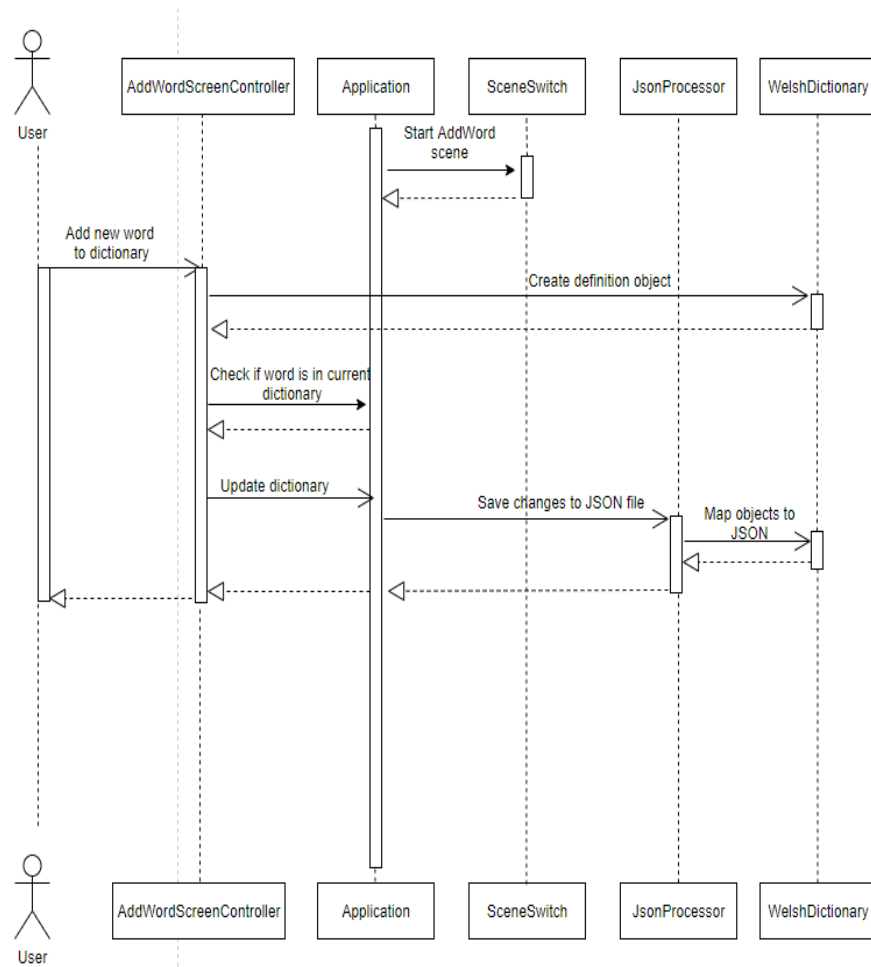 User
AddWordScreenController
Application
SceneSwitch
JsonProcessor
WelshDictionary
Start AddWord
scene
Add new word
to dictionary
Create definition object
Check if word is in current
dictionary
Update dictionary
Save changes to JSON file
Map objects to
JSON
AddWordScreenController
Application
SceneSwitch
JsonProcessor
WelshDictionary
User